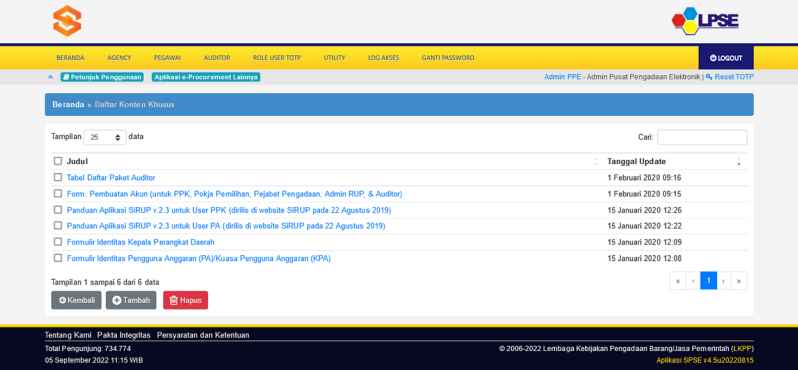 LPSE
BERANDA AGENCY PEGAWAI AUDITOR ROLE USER TOTP UTILITY LOG AKSES GANTI PASSWORD LOGOUT
Petunjuk Penggunaan Aplikasi e-Procurement Lainnya Admin PPE - Admin Pusat Pengadaan Elektronik | Reset TOTP
Beranda » Daftar Konten Khusus
Tampilan 25 data Cari:
Judul Tanggal Update
Tabel Daftar Paket Auditor 1 Februari 2020 09:16
Form. Pembuatan Akun (untuk PPK, Pokja Pemilihan, Pejabat Pengadaan, Admin RUP, & Auditor) 1 Februari 2020 09:15
Panduan Aplikasi SiRUP v.2.3 untuk User PPK (dirilis di website SiRUP pada 22 Agustus 2019) 15 Januari 2020 12:26
Panduan Aplikasi SiRUP v.2.3 untuk User PA (dirilis di website SiRUP pada 22 Agustus 2019) 15 Januari 2020 12:22
Formulir Identitas Kepala Perangkat Daerah 15 Januari 2020 12:09
Formulir Identitas Pengguna Anggaran (PA)/Kuasa Pengguna Anggaran (KPA) 15 Januari 2020 12:08
Tampilan 1 sampai 6 dari 6 data « ‹ 1 › »
Kembali Tambah Hapus
Tentang Kami Pakta Integritas Persyaratan dan Ketentuan
Total Pengunjung: 734.774 © 2006-2022 Lembaga Kebijakan Pengadaan Barang/Jasa Pemerintah (LKPP)
05 September 2022 11:15 WIB Aplikasi SPSE v4.5u20220815